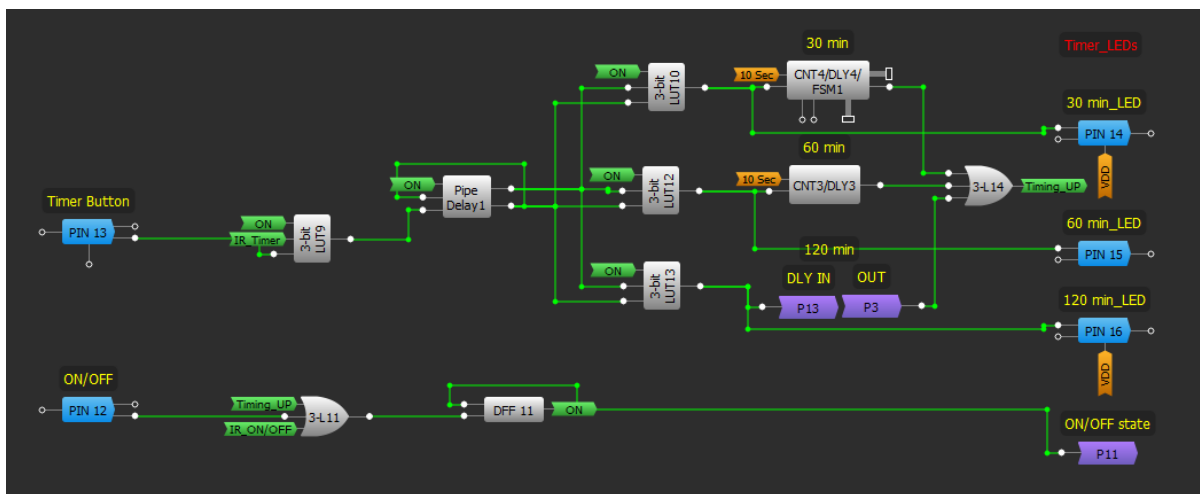 30 min
Timer_LEDs
ON
3-bit
LUT10
10 Sec
CNT4/DLY4/
FSM1
30 min_LED
PIN 14
VDD
60 min
ON
Pipe
Delay1
ON
3-bit
LUT12
10 Sec
CNT3/DLY3
3-L14
Timing_UP
Timer Button
PIN 13
ON
IR_Timer
3-bit
LUT9
60 min_LED
PIN 15
120 min
ON
3-bit
LUT13
DLY IN
OUT
P13
P3
120 min_LED
PIN 16
VDD
ON/OFF
PIN 12
Timing_UP
IR_ON/OFF
3-L11
DFF 11
ON
ON/OFF state
P11